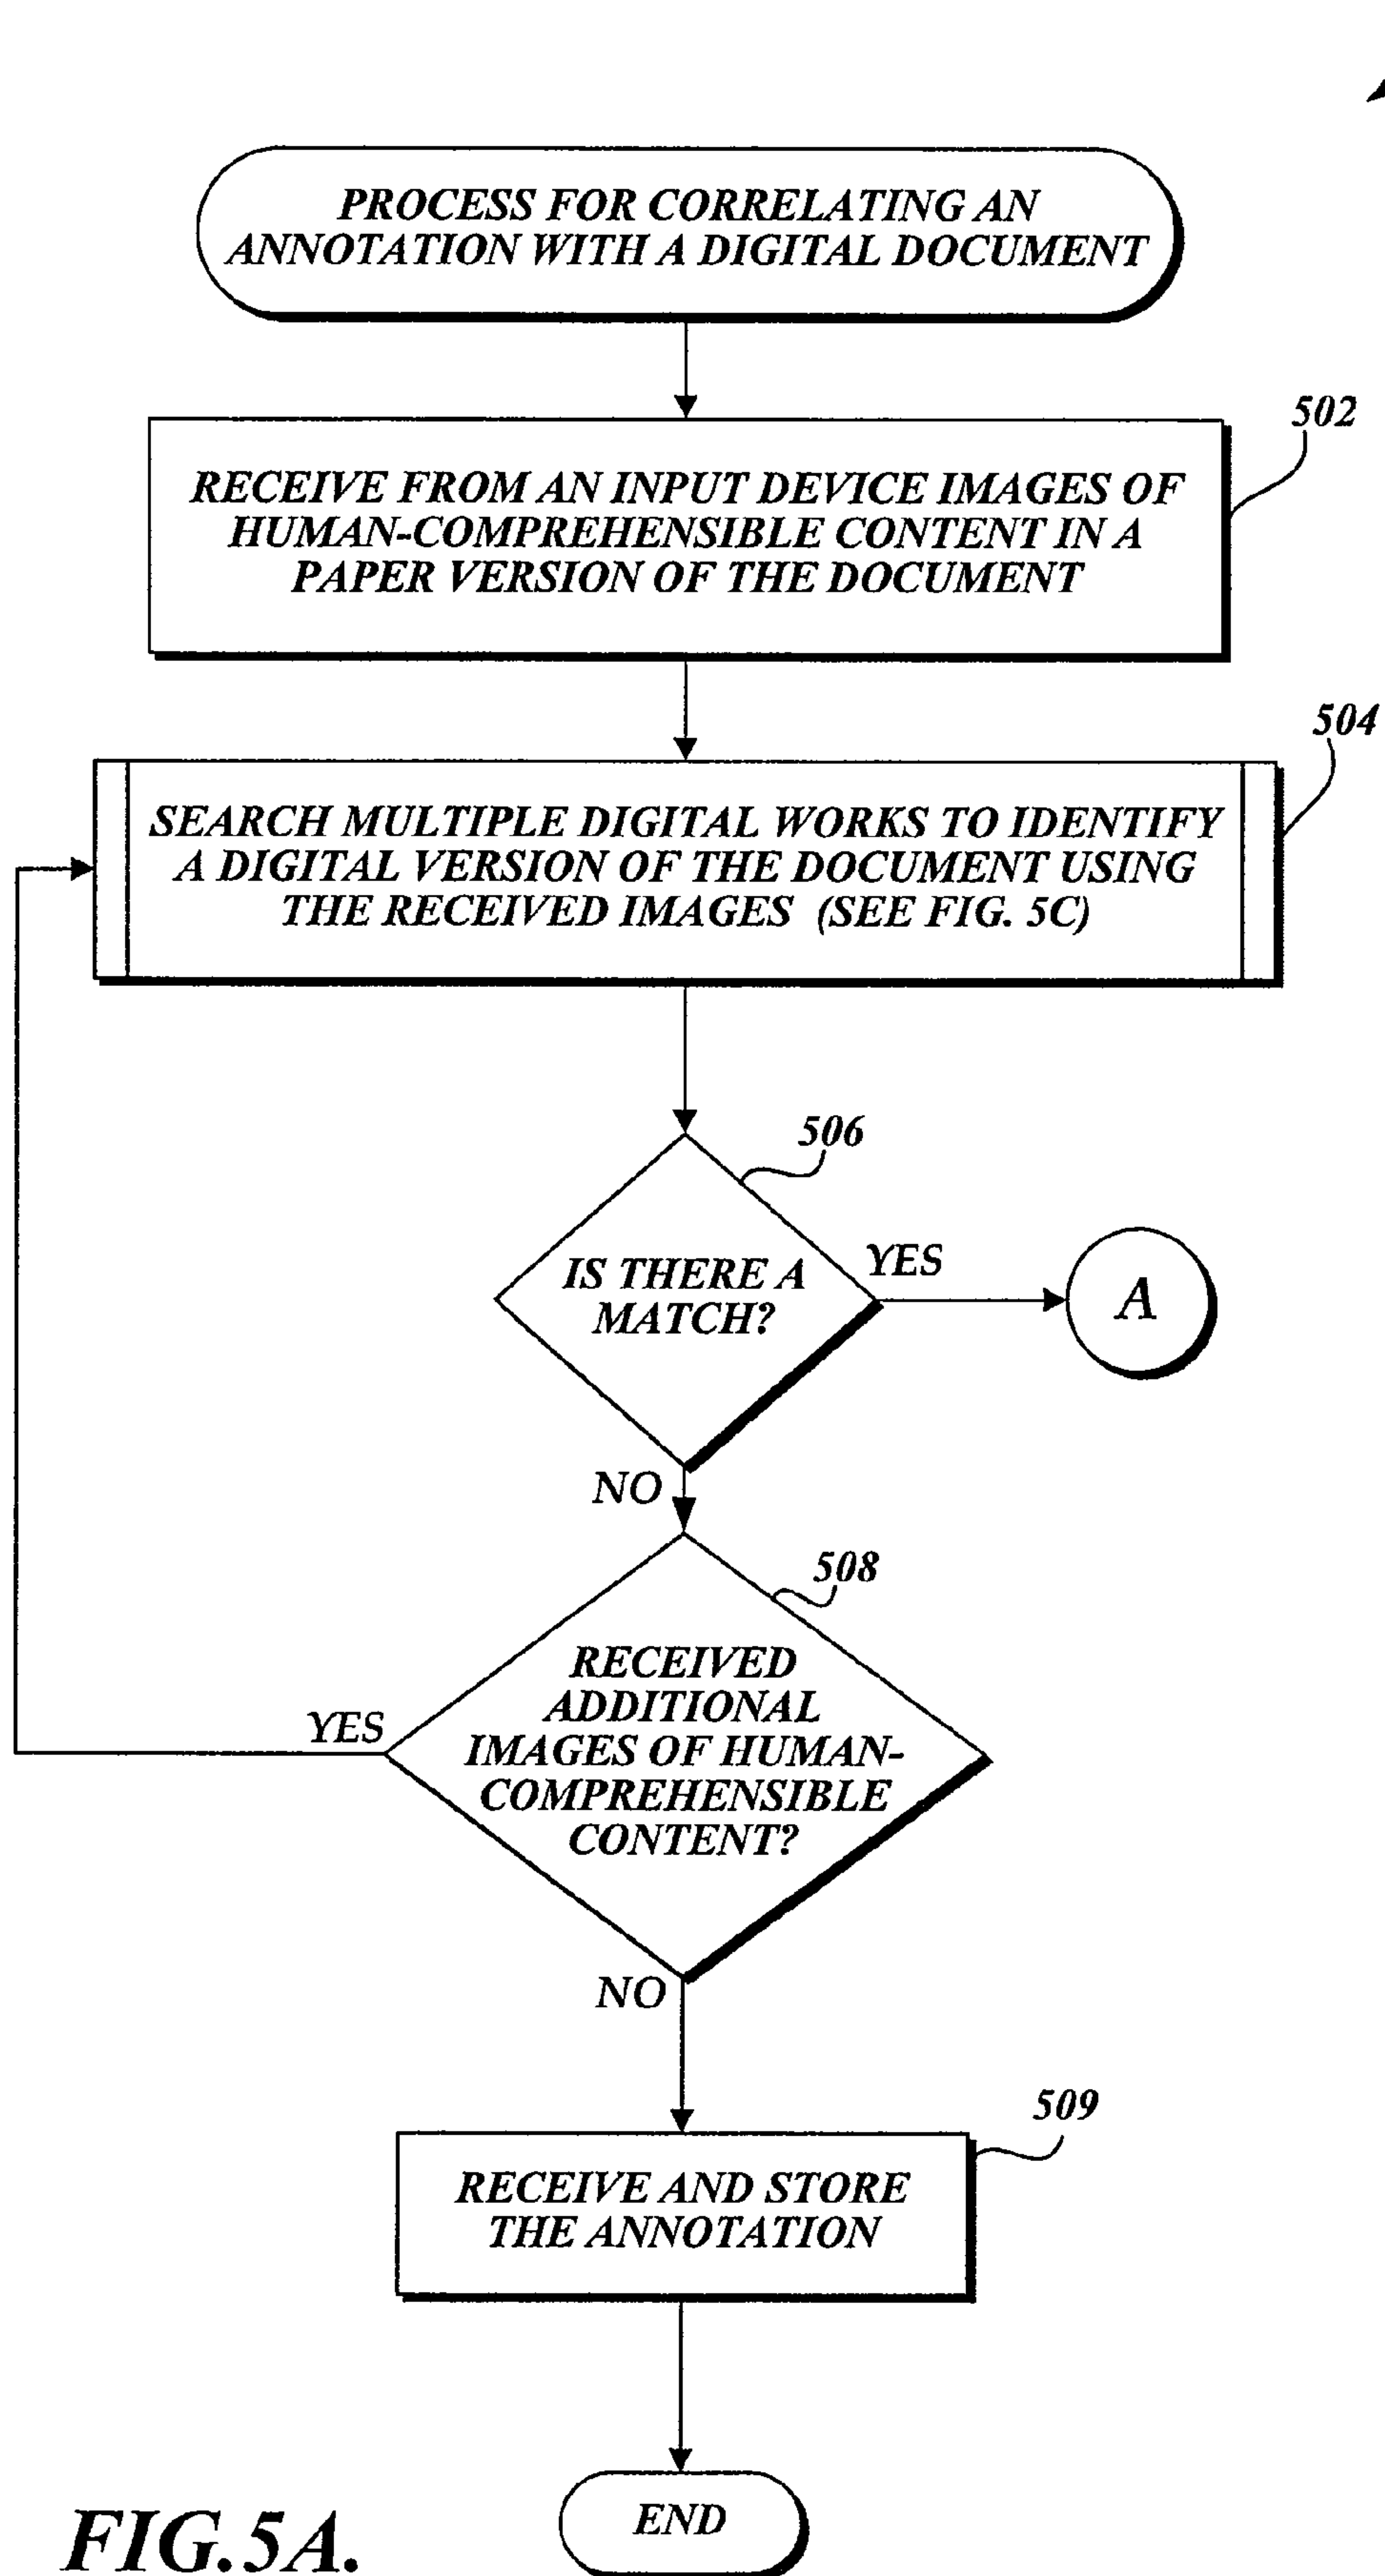 PROCESS FOR CORRELATING AN
ANNOTATION WITH A DIGITAL DOCUMENT
502
RECEIVE FROM AN INPUT DEVICE IMAGES OF
HUMAN-COMPREHENSIBLE CONTENT IN A
PAPER VERSION OF THE DOCUMENT
504
SEARCH MULTIPLE DIGITAL WORKS TO IDENTIFY
A DIGITAL VERSION OF THE DOCUMENT USING
THE RECEIVED IMAGES (SEE FIG. 5C)
506
IS THERE A
MATCH?
YES
A
NO
508
RECEIVED
ADDITIONAL
IMAGES OF HUMAN-
COMPREHENSIBLE
CONTENT?
YES
NO
509
RECEIVE AND STORE
THE ANNOTATION
END
FIG.5A.